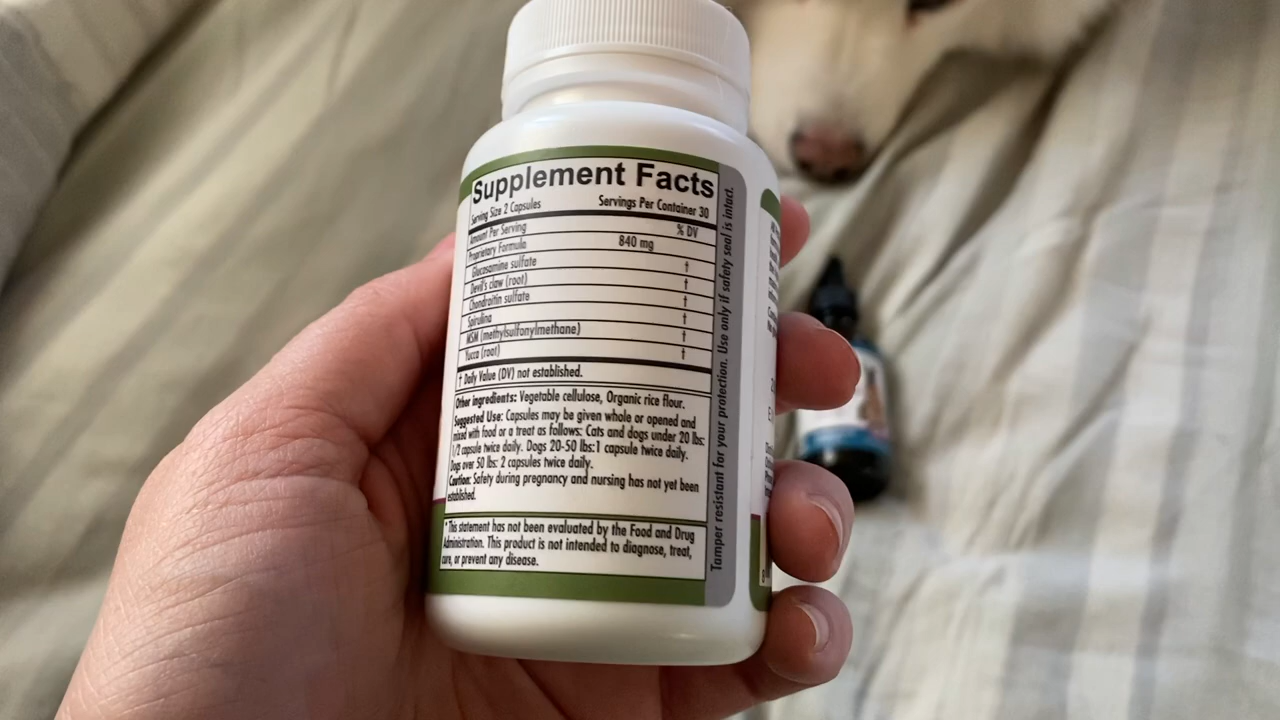 Supplement Facts
Serving Size 2 Capsules Servings Per Container 30
Amount Per Serving % DV
Proprietary Formula 840 mg
Glucosamine sulfate †
Devil's claw (root) †
Chondroitin sulfate †
Spirulina †
MSM (methylsulfonylmethane) †
Yucca (root) †
† Daily Value (DV) not established.
Other ingredients: Vegetable cellulose, Organic rice flour.
Suggested Use: Capsules may be given whole or opened and
mixed with food or a treat as follows: Cats and dogs under 20 lbs:
1/2 capsule twice daily. Dogs 20-50 lbs:1 capsule twice daily.
Dogs over 50 lbs: 2 capsules twice daily.
Caution: Safety during pregnancy and nursing has not yet been
established.
* This statement has not been evaluated by the Food and Drug
Administration. This product is not intended to diagnose, treat,
cure, or prevent any disease.
Tamper resistant for your protection. Use only if safety seal is intact.